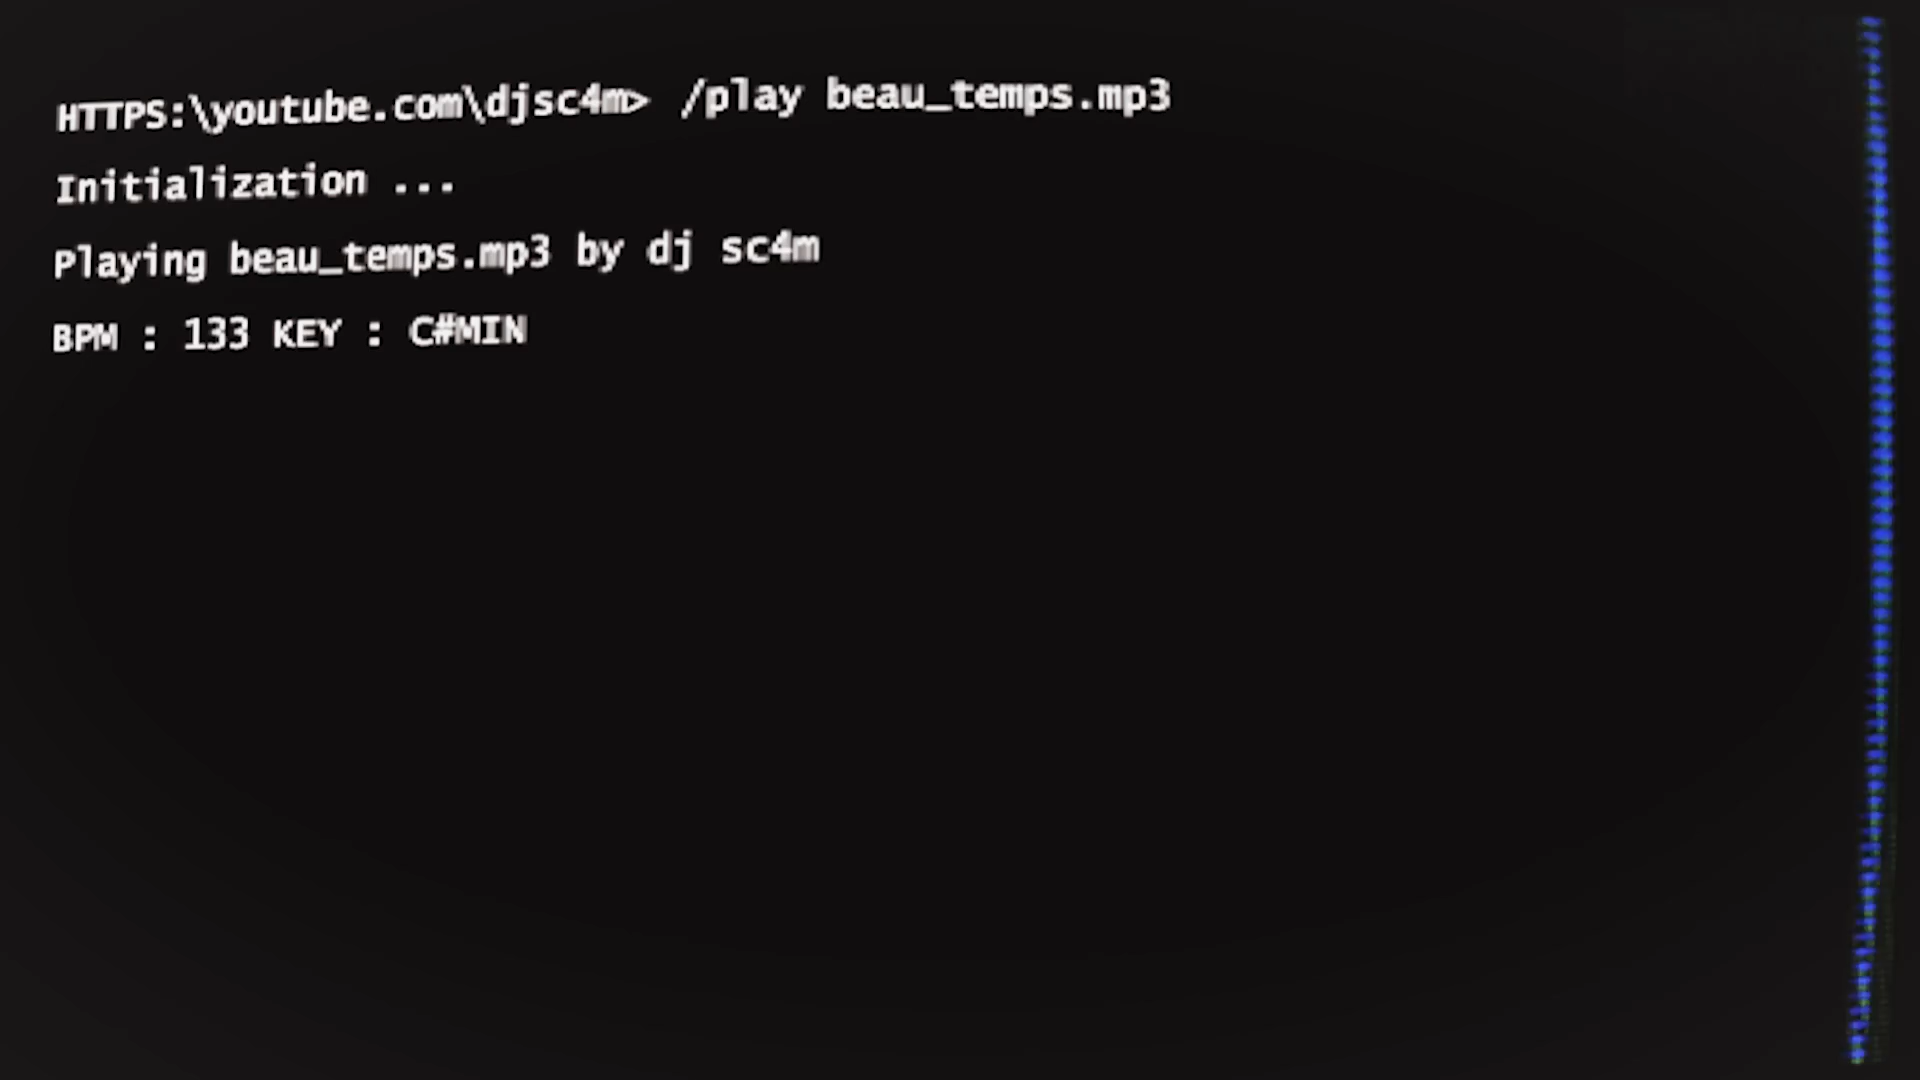 HTTPS:\youtube.com\djsc4m> /play beau_temps.mp3
Initialization ...
Playing beau_temps.mp3 by dj sc4m
BPM : 133 KEY : C#MIN